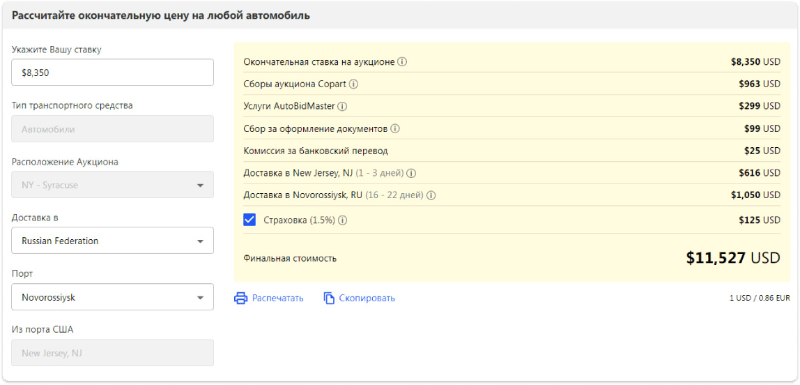 Рассчитайте окончательную цену на любой автомобиль
Укажите Вашу ставку
$8,350
Тип транспортного средства
Автомобили
Расположение Аукциона
NY - Syracuse
Доставка в
Russian Federation
Порт
Novorossiysk
Из порта США
New Jersey, NJ
Окончательная ставка на аукционе $8,350 USD
Сборы аукциона Copart $963 USD
Услуги AutoBidMaster $299 USD
Сбор за оформление документов $99 USD
Комиссия за банковский перевод $25 USD
Доставка в New Jersey, NJ (1 - 3 дней) $616 USD
Доставка в Novorossiysk, RU (16 - 22 дней) $1,050 USD
Страховка (1.5%) $125 USD
Финальная стоимость $11,527 USD
Распечатать Скопировать 1 USD / 0.86 EUR